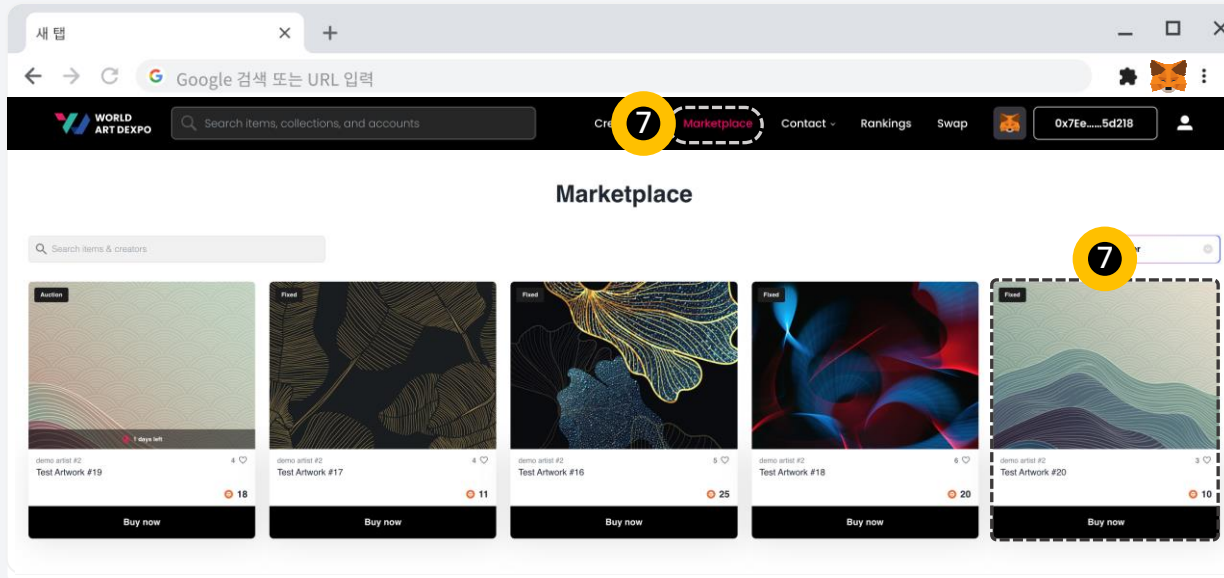 새 탭
Google 검색 또는 URL 입력
WORLD
ART DEXPO
Search items, collections, and accounts
7
Marketplace
Contact
Rankings
Swap
0x7Ee......5d218
Marketplace
Search items & creators
7
Auction
1 days left
demo artist #2
4
Test Artwork #19
18
Buy now
Fixed
demo artist #2
4
Test Artwork #17
11
Buy now
Fixed
demo artist #2
5
Test Artwork #16
25
Buy now
Fixed
demo artist #2
6
Test Artwork #18
20
Buy now
Fixed
demo artist #2
3
Test Artwork #20
10
Buy now